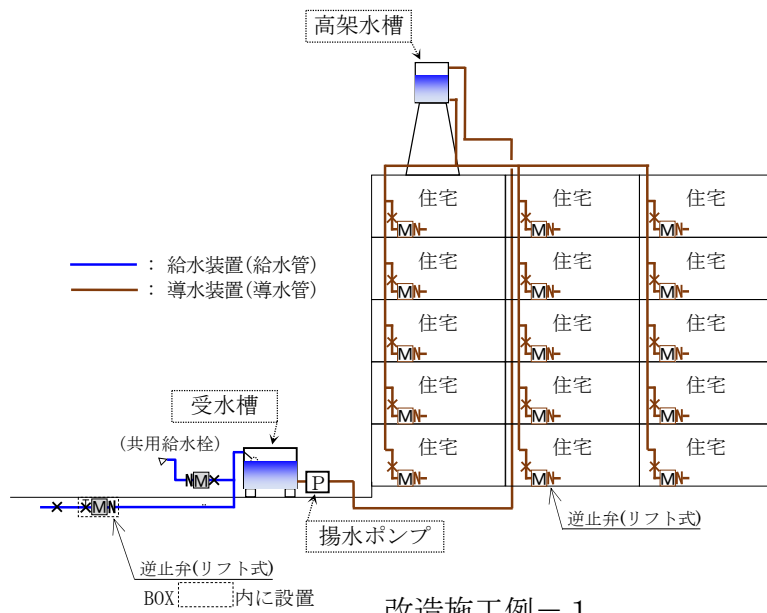 高架水槽
住宅 住宅 住宅
M N M N M N
住宅 住宅 住宅
M N M N M N
━━━ : 給水装置(給水管)
━━━ : 導水装置(導水管)
住宅 住宅 住宅
M N M N M N
住宅 住宅 住宅
M N M N M N
受水槽
(共用給水栓)
住宅 住宅 住宅
N M P M N M N M N
M N
逆止弁(リフト式)
揚水ポンプ
逆止弁(リフト式)
BOX 内に設置
改造施工例－１